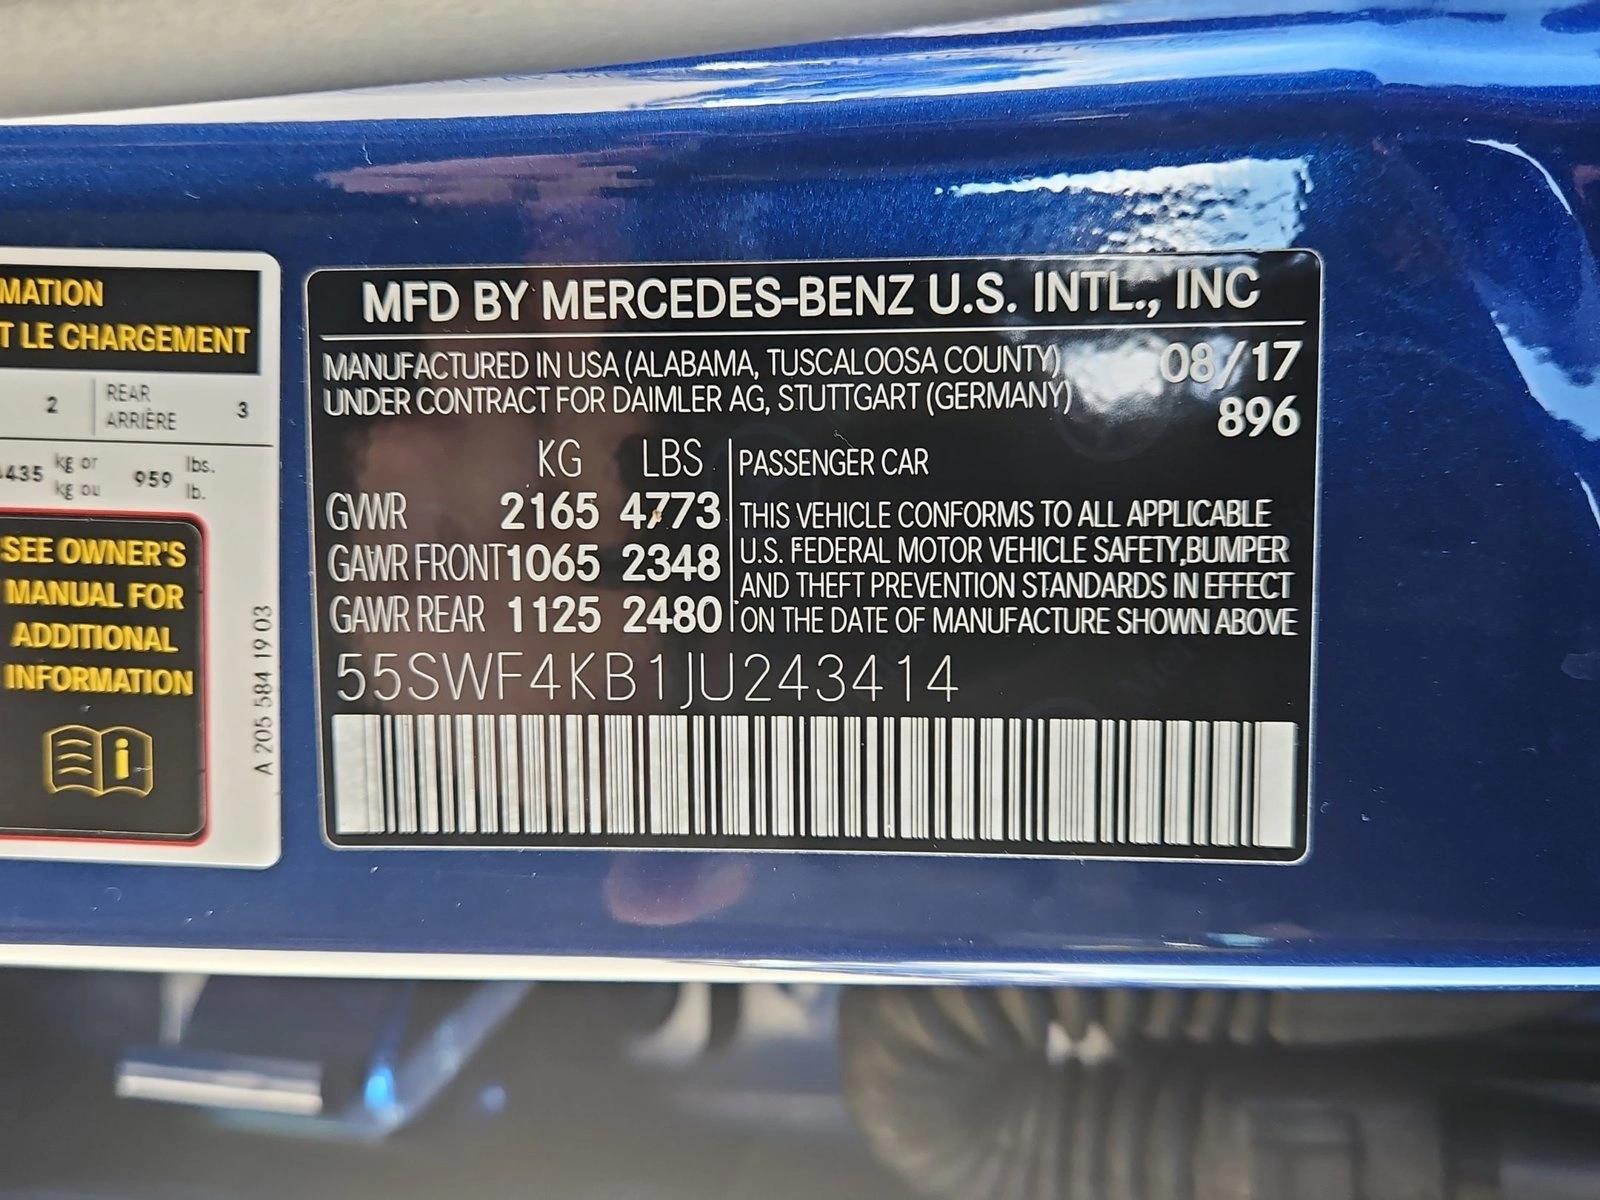 MATION
T LE CHARGEMENT
2 REAR ARRIÈRE 3
435 kg or kg ou 959 lbs. lb.
SEE OWNER'S
MANUAL FOR
ADDITIONAL
INFORMATION
A 205 584 19 03
MFD BY MERCEDES-BENZ U.S. INTL., INC
MANUFACTURED IN USA (ALABAMA, TUSCALOOSA COUNTY) 08/17
UNDER CONTRACT FOR DAIMLER AG, STUTTGART (GERMANY) 896
KG LBS
GVWR 2165 4773
GAWR FRONT 1065 2348
GAWR REAR 1125 2480
PASSENGER CAR
THIS VEHICLE CONFORMS TO ALL APPLICABLE
U.S. FEDERAL MOTOR VEHICLE SAFETY,BUMPER
AND THEFT PREVENTION STANDARDS IN EFFECT
ON THE DATE OF MANUFACTURE SHOWN ABOVE
55SWF4KB1JU243414